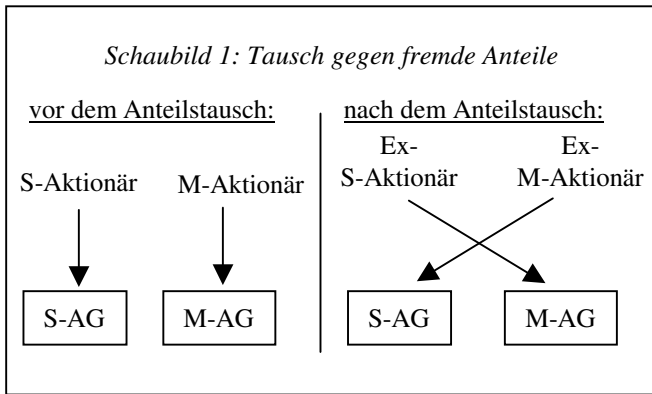 Schaubild 1: Tausch gegen fremde Anteile
vor dem Anteilstausch:
S-Aktionär M-Aktionär
S-AG M-AG
nach dem Anteilstausch:
Ex- Ex-
S-Aktionär M-Aktionär
S-AG M-AG